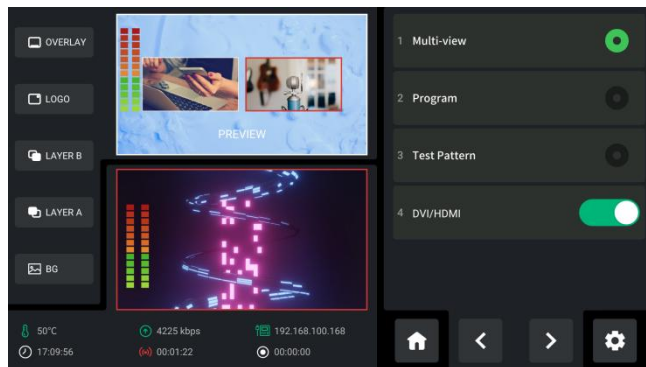 OVERLAY
LOGO
LAYER B
LAYER A
BG
PREVIEW
50°C
4225 kbps
192.168.100.168
17:09:56
00:01:22
00:00:00
1 Multi-view
2 Program
3 Test Pattern
4 DVI/HDMI